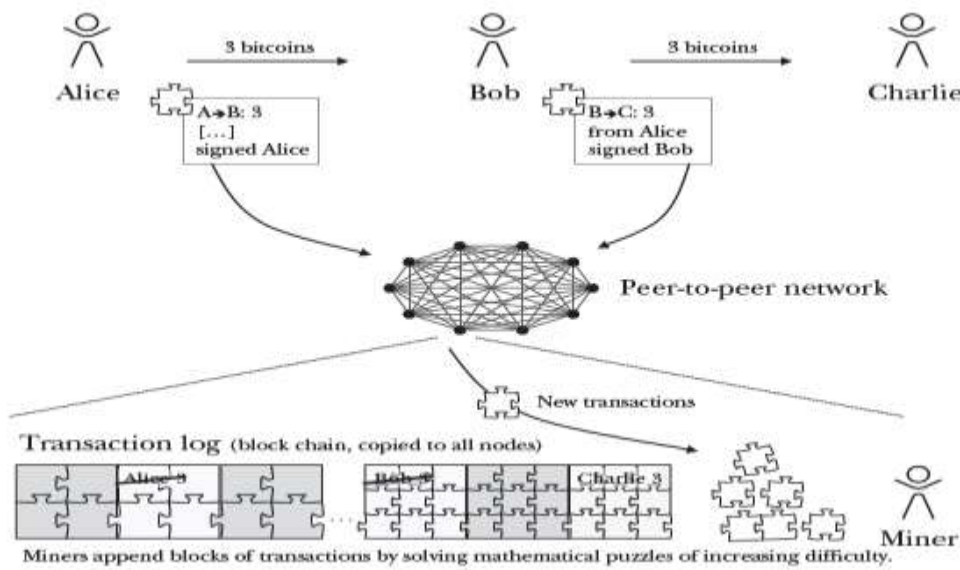 3 bitcoins
3 bitcoins
Alice
Bob
Charlie
A→B: 3
[...]
signed Alice
B→C: 3
from Alice
signed Bob
Peer-to-peer network
New transactions
Transaction log (block chain, copied to all nodes)
Alice 3
Bob 3
Charlie 3
....
Miner
Miners append blocks of transactions by solving mathematical puzzles of increasing difficulty.